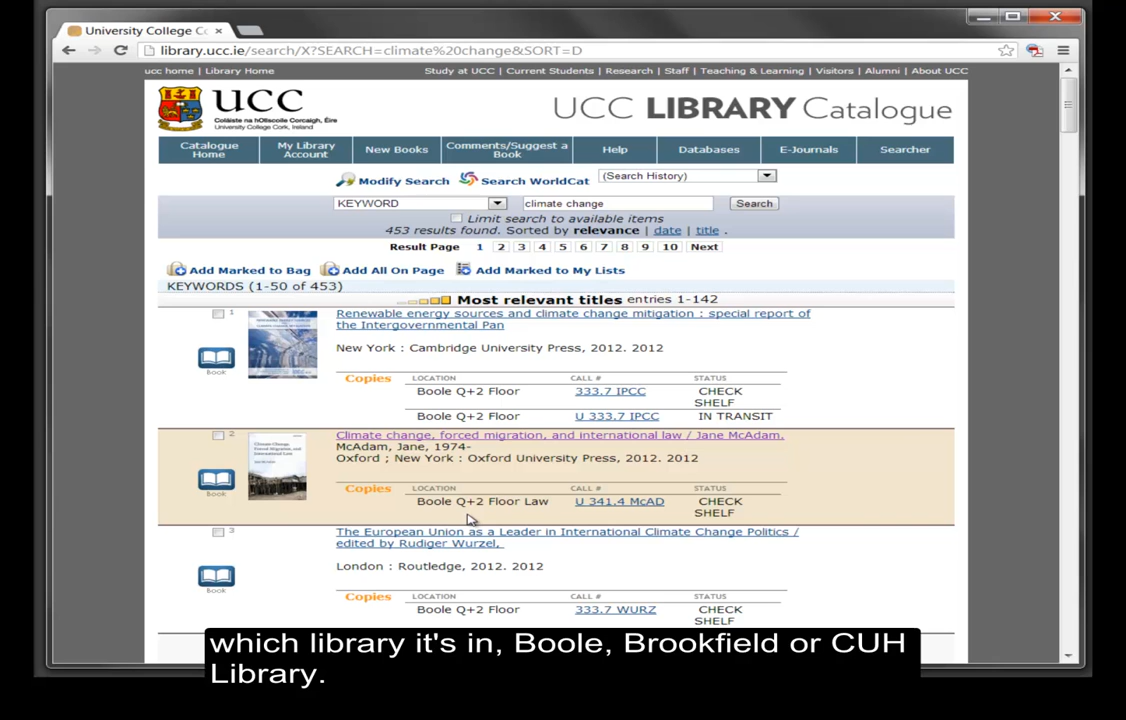 University College Co
library.ucc.ie/search/X?SEARCH=climate%20change&SORT=D
ucc home | Library Home
Study at UCC | Current Students | Research | Staff | Teaching & Learning | Visitors | Alumni | About UCC
UCC
Coláiste na hOllscoile Corcaigh, Éire
University College Cork, Ireland
UCC LIBRARY Catalogue
Catalogue Home
My Library Account
New Books
Comments/Suggest a Book
Help
Databases
E-Journals
Searcher
Modify Search
Search WorldCat
(Search History)
KEYWORD
climate change
Search
Limit search to available items
453 results found. Sorted by relevance | date | title .
Result Page 1 2 3 4 5 6 7 8 9 10 Next
Add Marked to Bag
Add All On Page
Add Marked to My Lists
KEYWORDS (1-50 of 453)
Most relevant titles entries 1-142
1
Book
Renewable energy sources and climate change mitigation : special report of
the Intergovernmental Pan
New York : Cambridge University Press, 2012. 2012
Copies LOCATION CALL # STATUS
Boole Q+2 Floor 333.7 IPCC CHECK
SHELF
Boole Q+2 Floor U 333.7 IPCC IN TRANSIT
2
Book
Climate change, forced migration, and international law / Jane McAdam.
McAdam, Jane, 1974-
Oxford ; New York : Oxford University Press, 2012. 2012
Copies LOCATION CALL # STATUS
Boole Q+2 Floor Law U 341.4 McAD CHECK
SHELF
3
Book
The European Union as a Leader in International Climate Change Politics /
edited by Rudiger Wurzel,
London : Routledge, 2012. 2012
Copies LOCATION CALL # STATUS
Boole Q+2 Floor 333.7 WURZ CHECK
SHELF
which library it's in, Boole, Brookfield or CUH
Library.